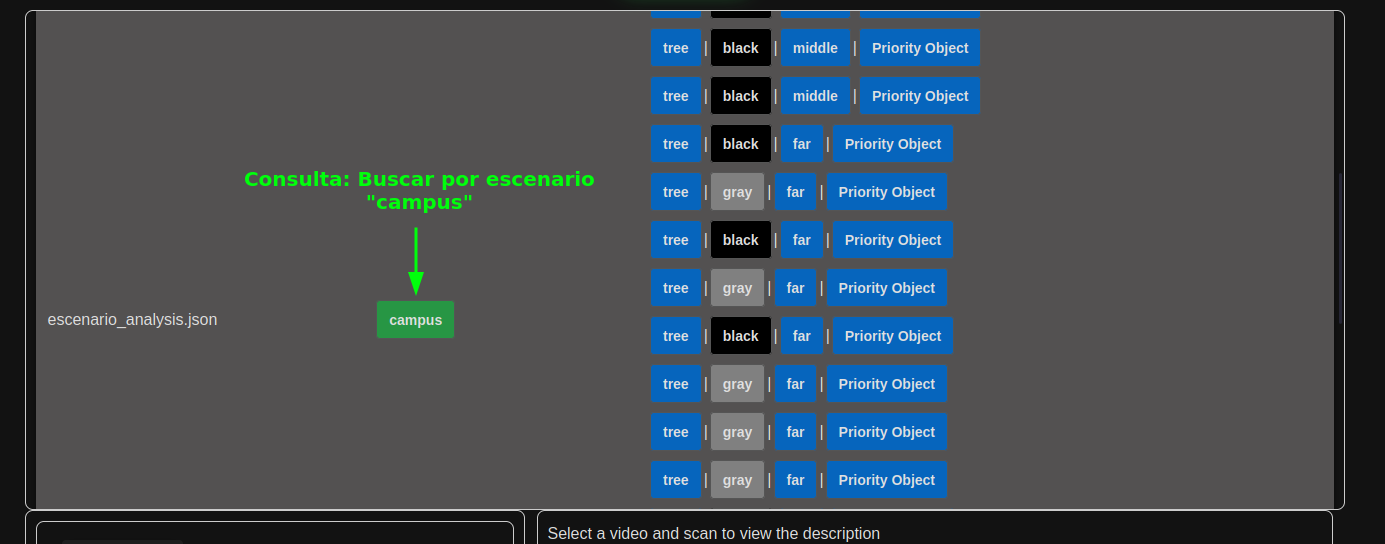 tree | black | middle | Priority Object
tree | black | middle | Priority Object
tree | black | far | Priority Object
Consulta: Buscar por escenario
"campus"
tree | gray | far | Priority Object
tree | black | far | Priority Object
tree | gray | far | Priority Object
escenario_analysis.json
campus
tree | black | far | Priority Object
tree | gray | far | Priority Object
tree | gray | far | Priority Object
tree | gray | far | Priority Object
Select a video and scan to view the description